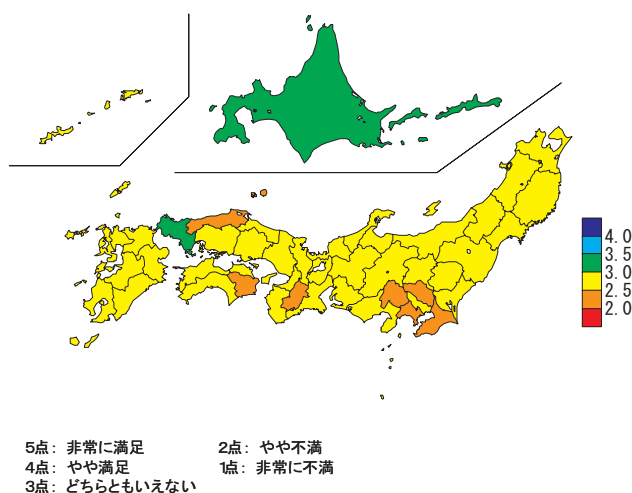 4.0
3.5
3.0
2.5
2.0
5点: 非常に満足
2点: やや不満
4点: やや満足
1点: 非常に不満
3点: どちらともいえない